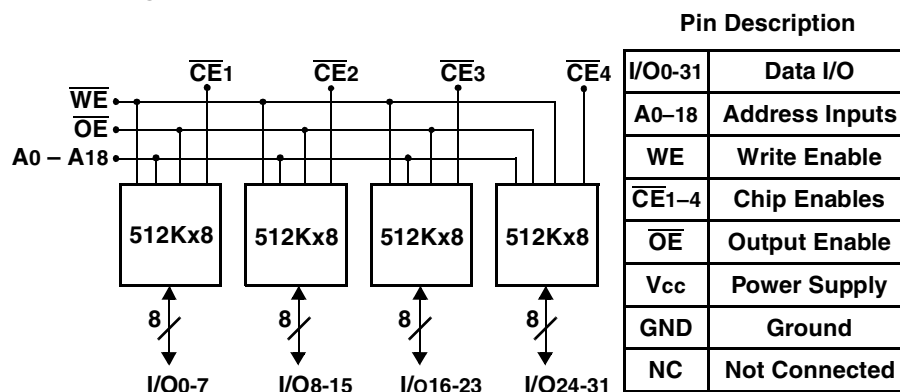 Pin Description
CE1 CE2 CE3 CE4
WE
OE
A0 – A18
512Kx8 512Kx8 512Kx8 512Kx8
8 8 8 8
I/O0-7 I/O8-15 I/O16-23 I/O24-31
I/O0-31 Data I/O
A0–18 Address Inputs
WE Write Enable
CE1–4 Chip Enables
OE Output Enable
Vcc Power Supply
GND Ground
NC Not Connected